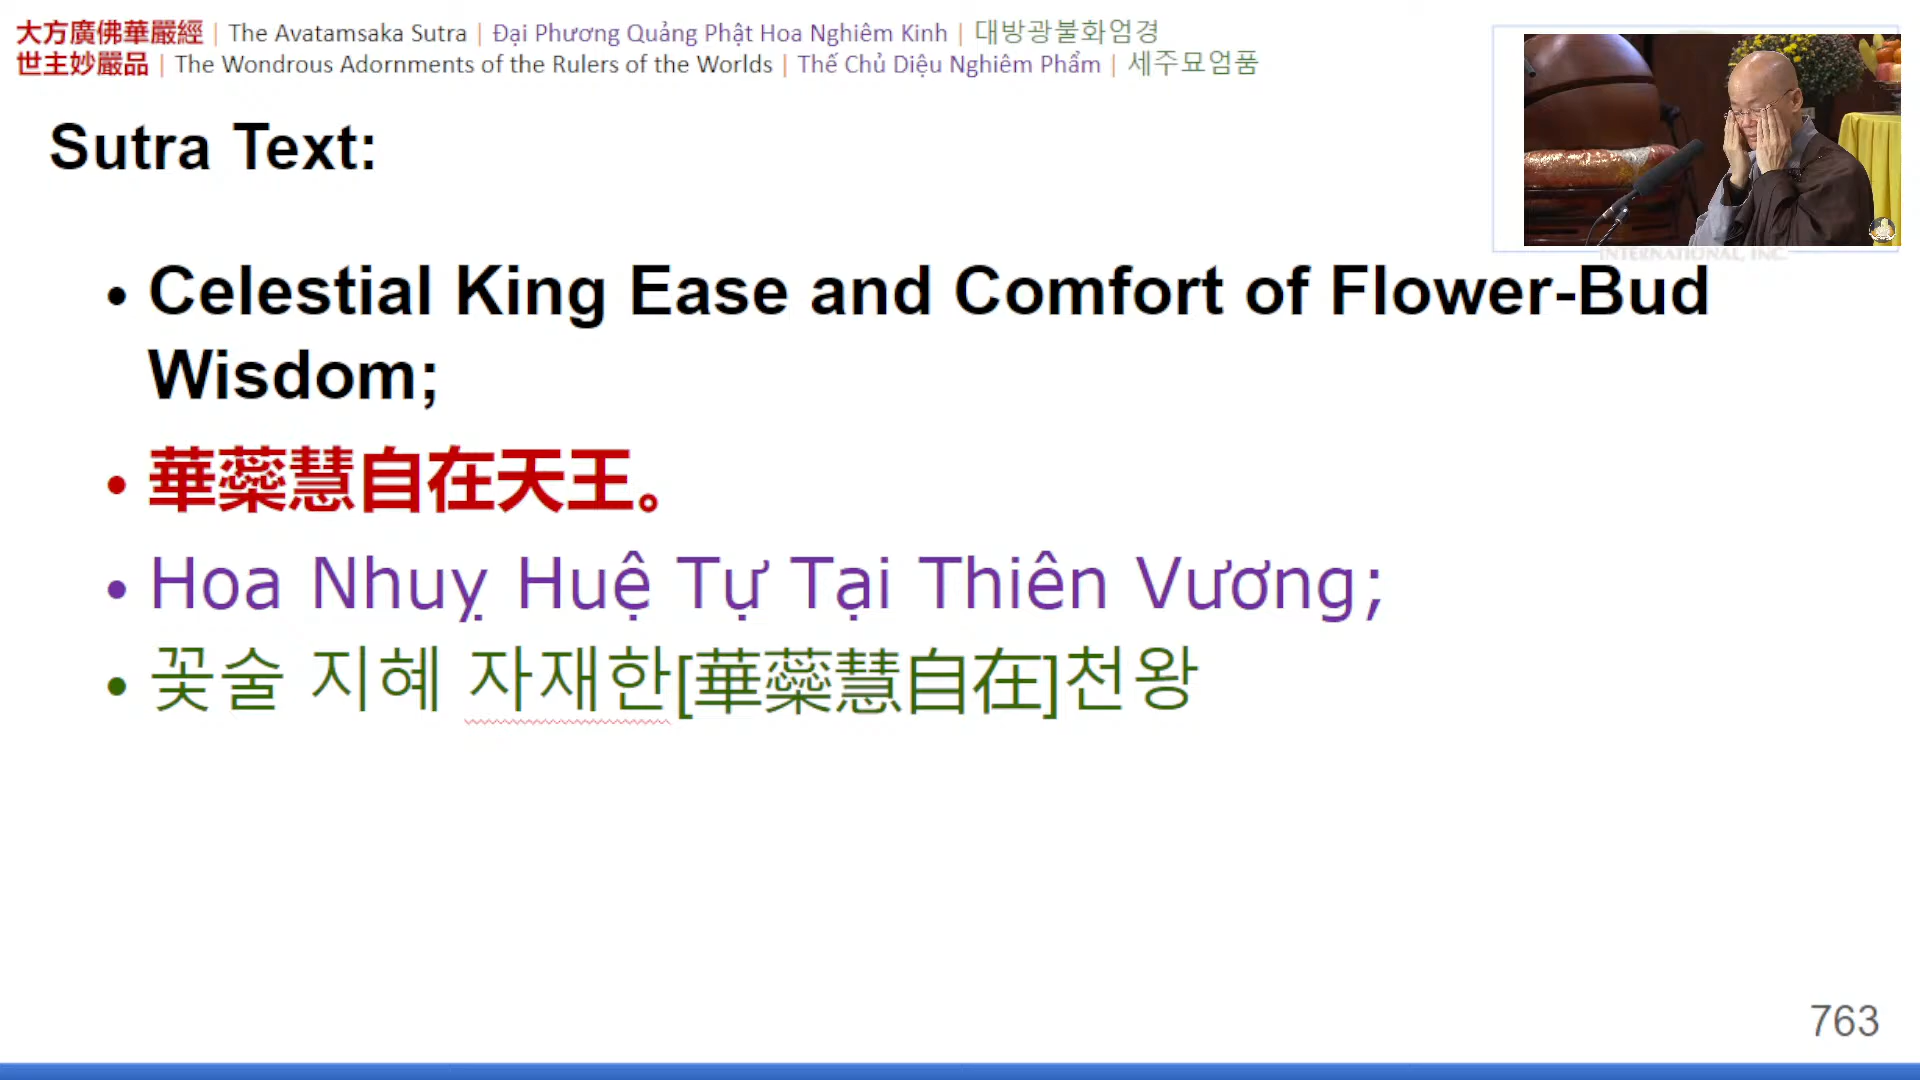 大方廣佛華嚴經 | The Avatamsaka Sutra | Đại Phương Quảng Phật Hoa Nghiêm Kinh | 대방광불화엄경
世主妙嚴品 | The Wondrous Adornments of the Rulers of the Worlds | Thế Chủ Diệu Nghiêm Phẩm | 세주묘엄품
Sutra Text:
INTERNATIONAL, INC.
• Celestial King Ease and Comfort of Flower-Bud
Wisdom;
• 華蘂慧自在天王。
• Hoa Nhuỵ Huệ Tự Tại Thiên Vương;
• 꽃술 지혜 자재한[華蘂慧自在]천왕
763